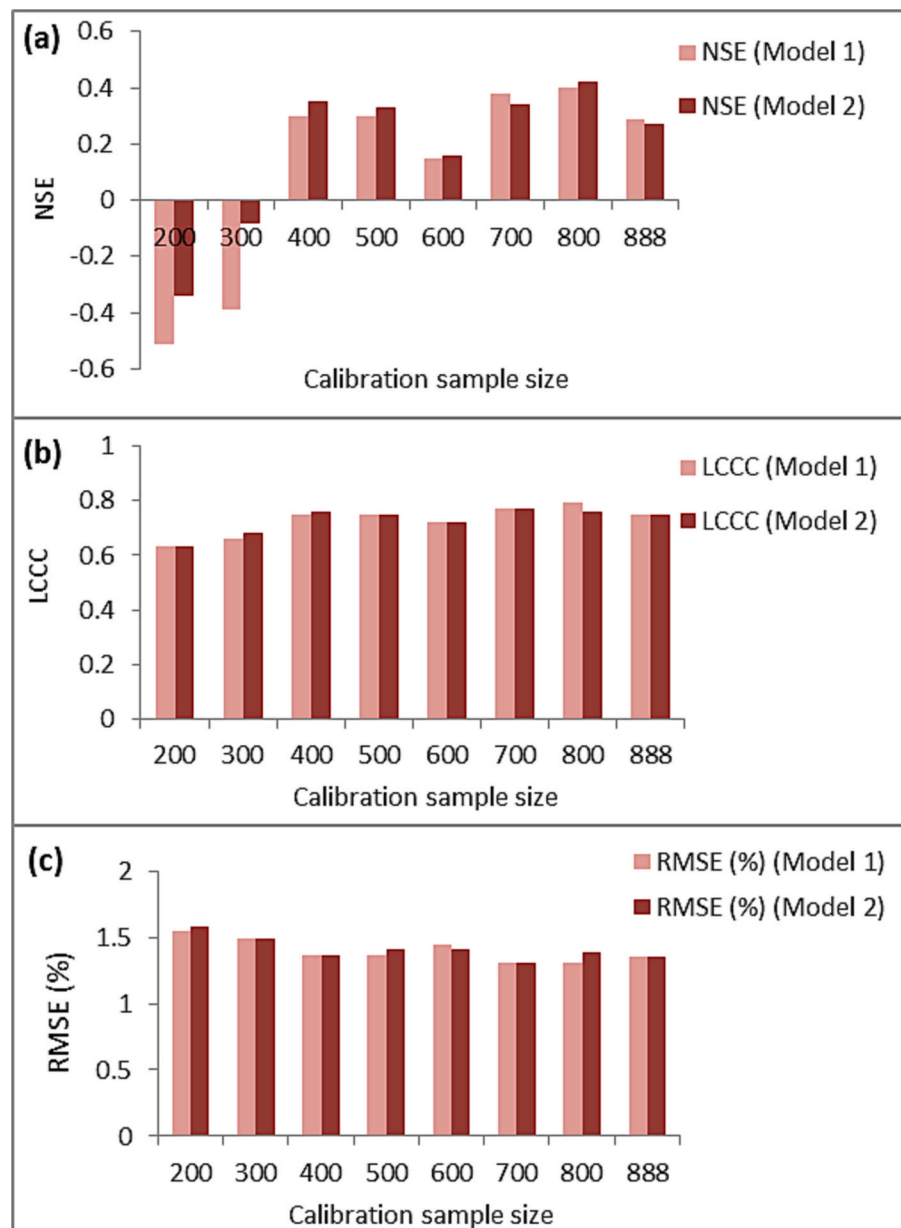 (a)
0.6
0.4
0.2
0
-0.2
-0.4
-0.6
NSE
200 300 400 500 600 700 800 888
Calibration sample size
NSE (Model 1)
NSE (Model 2)
(b)
1
0.8
0.6
0.4
0.2
0
LCCC
200 300 400 500 600 700 800 888
Calibration sample size
LCCC (Model 1)
LCCC (Model 2)
(c)
2
1.5
1
0.5
0
RMSE (%)
200 300 400 500 600 700 800 888
Calibration sample size
RMSE (%) (Model 1)
RMSE (%) (Model 2)